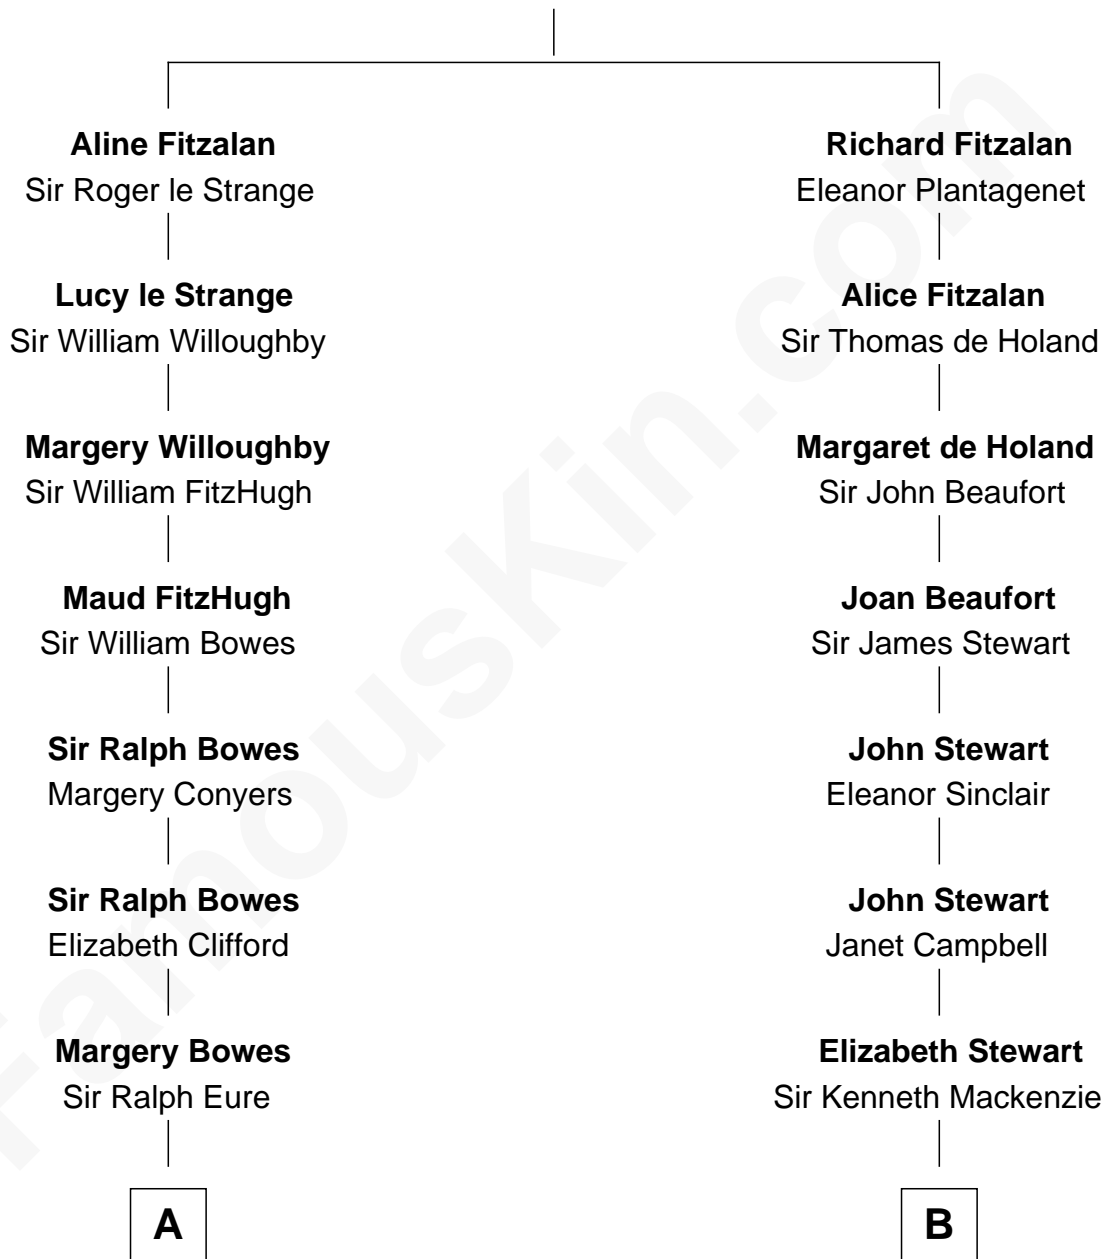 Aline Fitzalan
Sir Roger le Strange
Lucy le Strange
Sir William Willoughby
Margery Willoughby
Sir William FitzHugh
Maud FitzHugh
Sir William Bowes
Sir Ralph Bowes
Margery Conyers
Sir Ralph Bowes
Elizabeth Clifford
Margery Bowes
Sir Ralph Eure
A
Richard Fitzalan
Eleanor Plantagenet
Alice Fitzalan
Sir Thomas de Holand
Margaret de Holand
Sir John Beaufort
Joan Beaufort
Sir James Stewart
John Stewart
Eleanor Sinclair
John Stewart
Janet Campbell
Elizabeth Stewart
Sir Kenneth Mackenzie
B
FamousKin.com